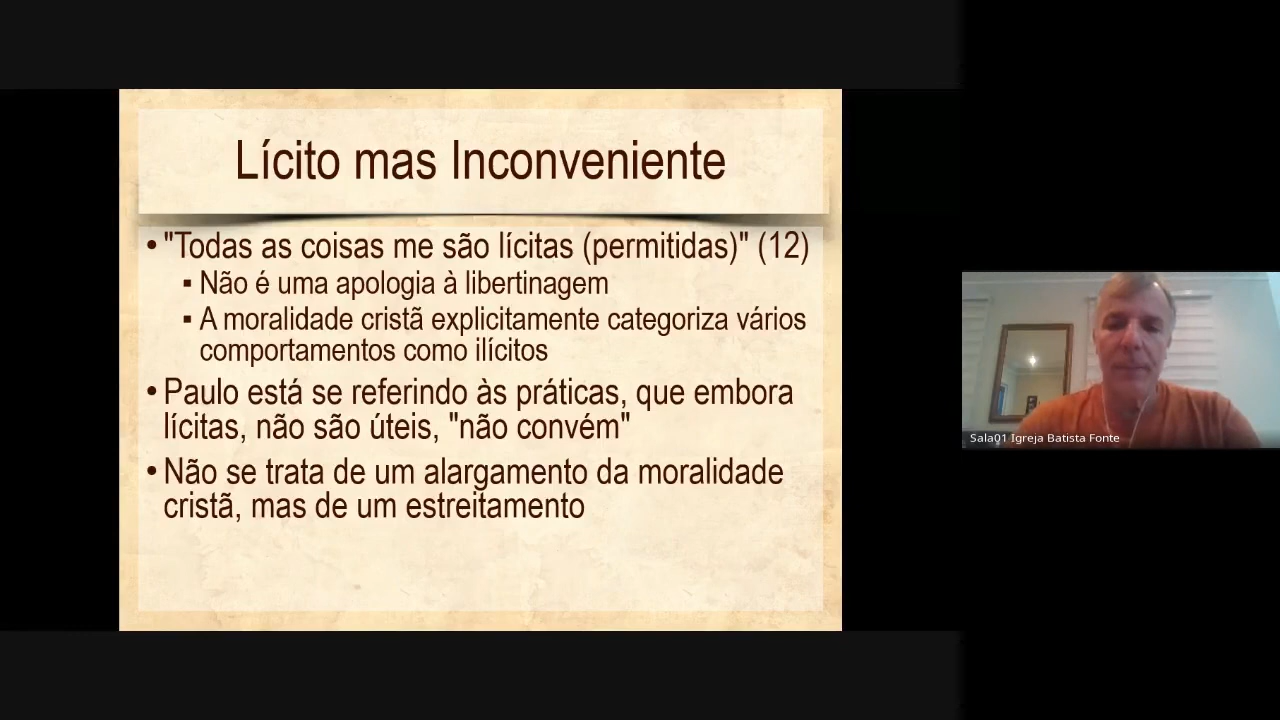 Lícito mas Inconveniente
• "Todas as coisas me são lícitas (permitidas)" (12)
▪ Não é uma apologia à libertinagem
▪ A moralidade cristã explicitamente categoriza vários
comportamentos como ilícitos
• Paulo está se referindo às práticas, que embora
lícitas, não são úteis, "não convém"
• Não se trata de um alargamento da moralidade
cristã, mas de um estreitamento
Sala01 Igreja Batista Fonte